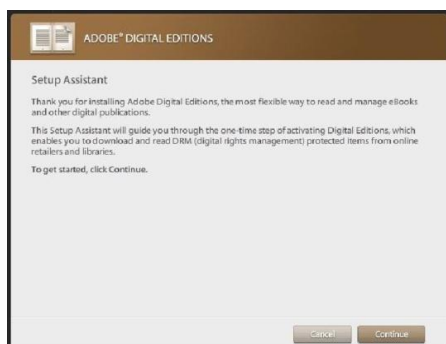 ADOBE® DIGITAL EDITIONS
Setup Assistant
Thank you for installing Adobe Digital Editions, the most flexible way to read and manage eBooks
and other digital publications.
This Setup Assistant will guide you through the one-time step of activating Digital Editions, which
enables you to download and read DRM (digital rights management) protected items from online
retailers and libraries.
To get started, click Continue.
Cancel Continue